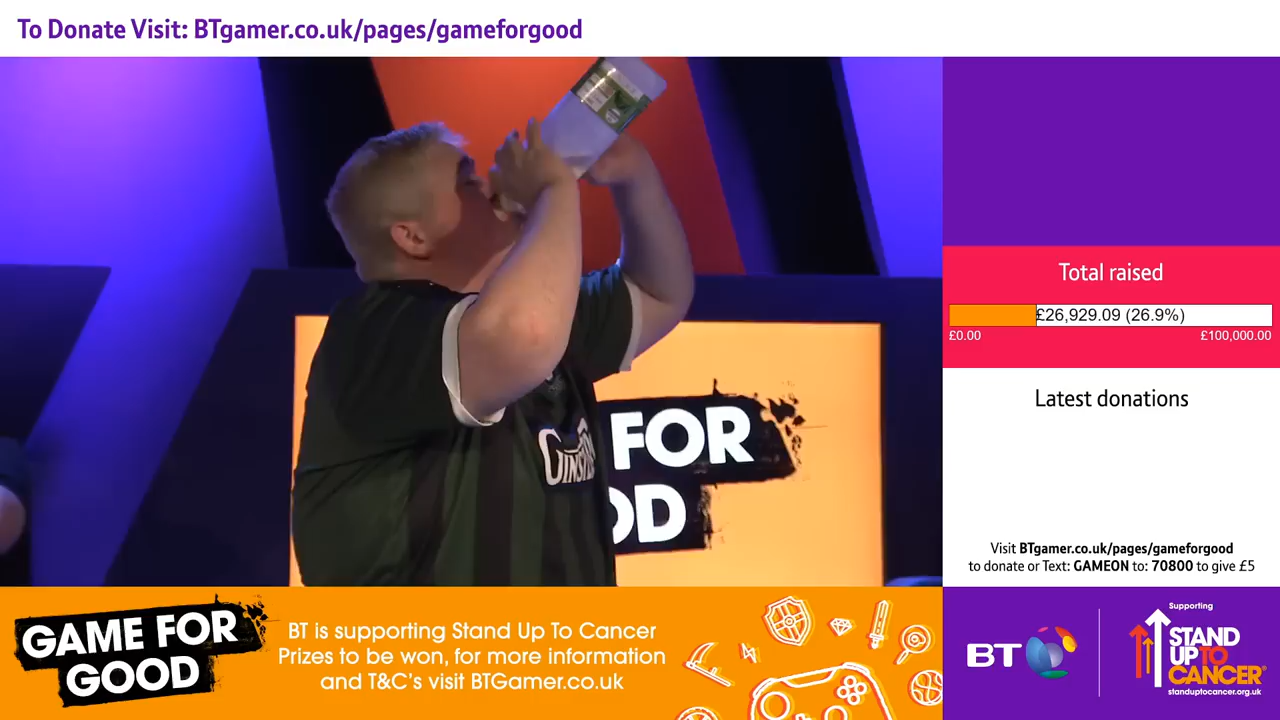 To Donate Visit: BTgamer.co.uk/pages/gameforgood
FOR
OD
Total raised
£26,929.09 (26.9%)
£0.00 £100,000.00
Latest donations
Visit BTgamer.co.uk/pages/gameforgood
to donate or Text: GAMEON to: 70800 to give £5
GAME FOR
GOOD
BT is supporting Stand Up To Cancer
Prizes to be won, for more information
and T&C's visit BTGamer.co.uk
BT
Supporting
STAND
UP TO
CANCER
standuptocancer.org.uk